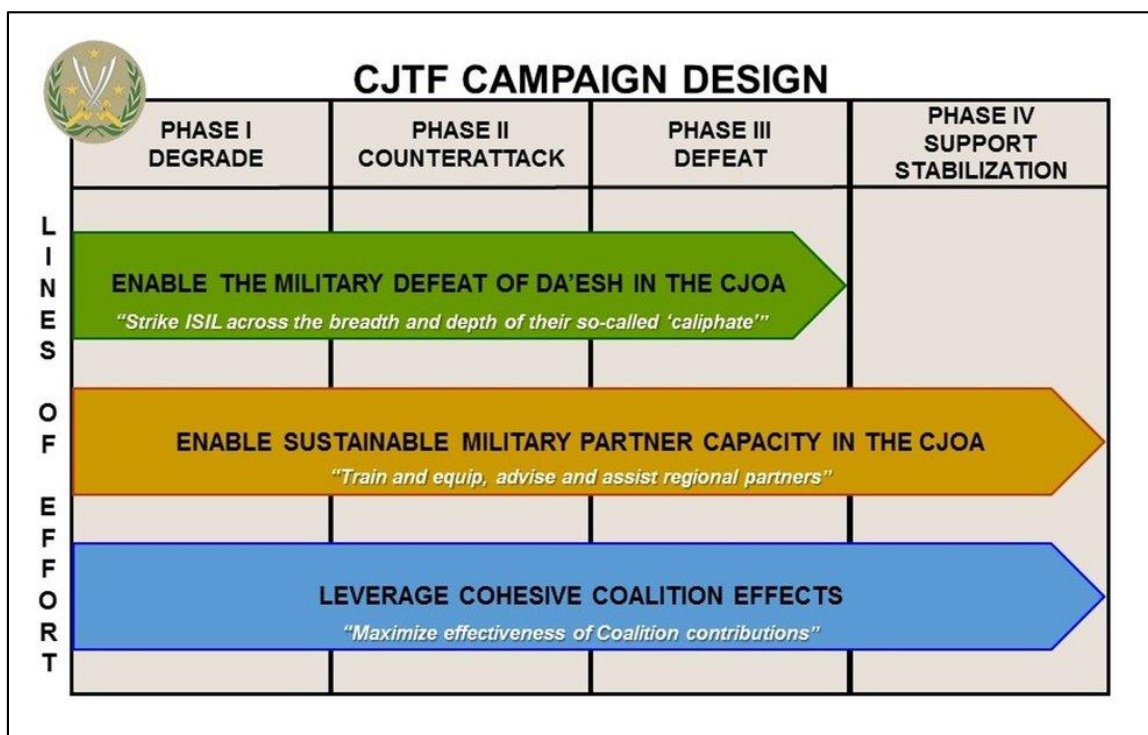 CJTF CAMPAIGN DESIGN
PHASE I
DEGRADE
PHASE II
COUNTERATTACK
PHASE III
DEFEAT
PHASE IV
SUPPORT
STABILIZATION
LINES OF EFFORT
ENABLE THE MILITARY DEFEAT OF DA’ESH IN THE CJOA
“Strike ISIL across the breadth and depth of their so-called ‘caliphate’”
ENABLE SUSTAINABLE MILITARY PARTNER CAPACITY IN THE CJOA
“Train and equip, advise and assist regional partners”
LEVERAGE COHESIVE COALITION EFFECTS
“Maximize effectiveness of Coalition contributions”